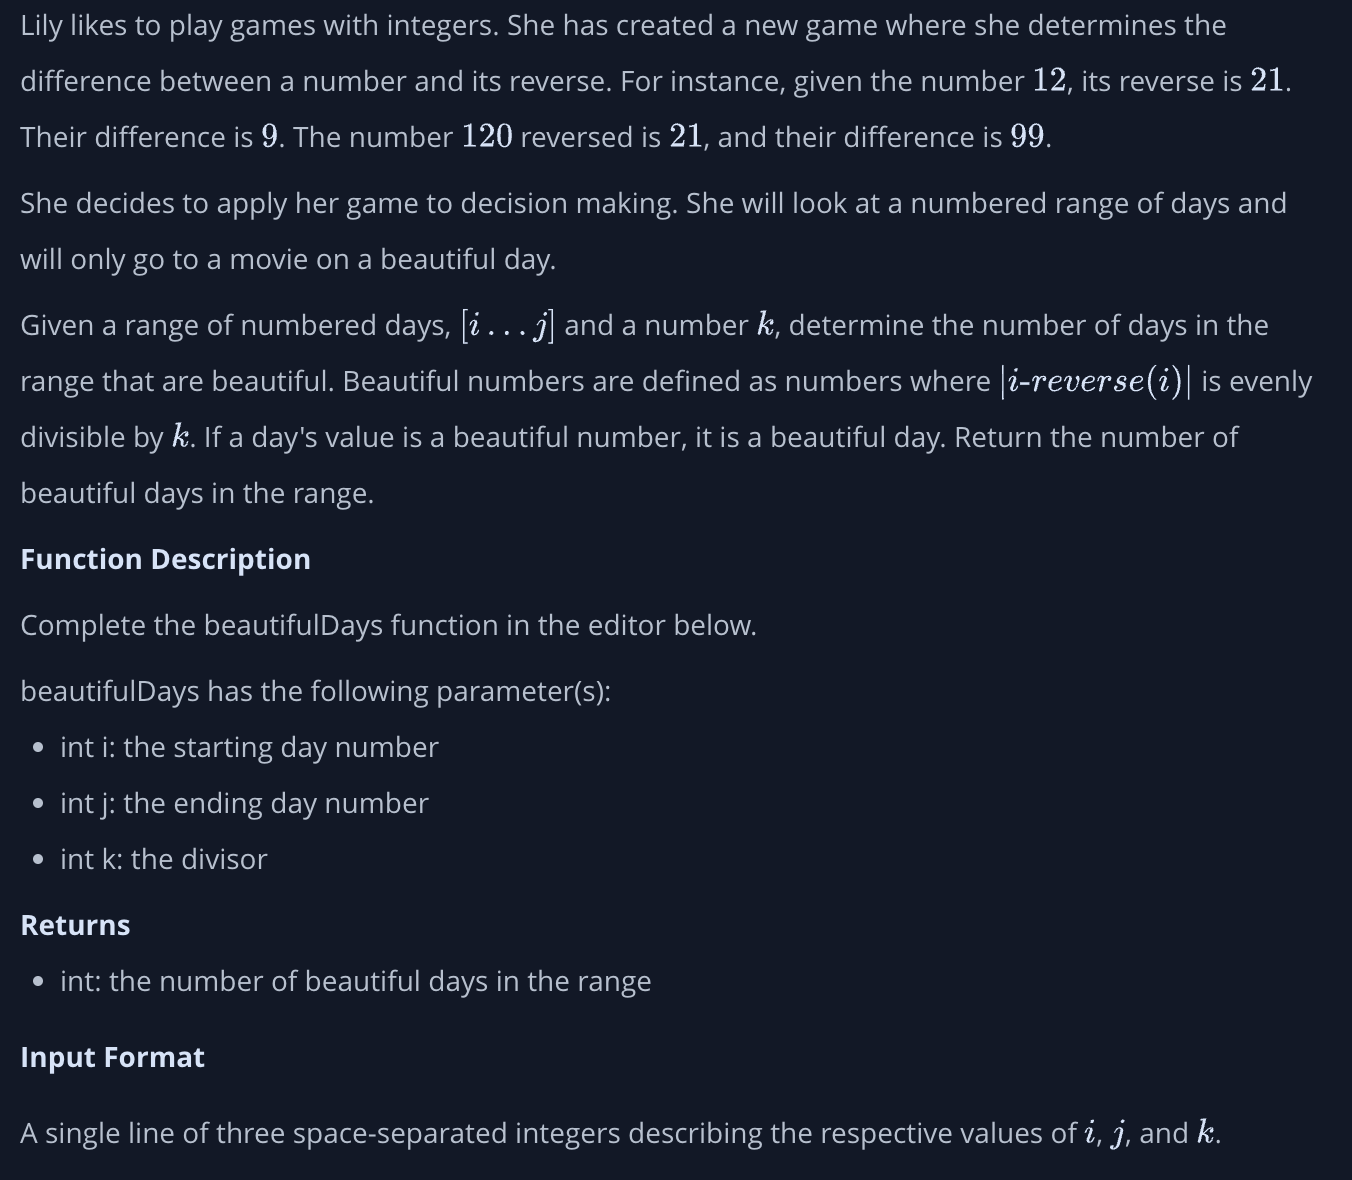 Lily likes to play games with integers. She has created a new game where she determines the
difference between a number and its reverse. For instance, given the number 12, its reverse is 21.
Their difference is 9. The number 120 reversed is 21, and their difference is 99.
She decides to apply her game to decision making. She will look at a numbered range of days and
will only go to a movie on a beautiful day.
Given a range of numbered days, [i . . . j] and a number k, determine the number of days in the
range that are beautiful. Beautiful numbers are defined as numbers where |i-reverse(i)| is evenly
divisible by k. If a day's value is a beautiful number, it is a beautiful day. Return the number of
beautiful days in the range.
Function Description
Complete the beautifulDays function in the editor below.
beautifulDays has the following parameter(s):
• int i: the starting day number
• int j: the ending day number
• int k: the divisor
Returns
• int: the number of beautiful days in the range
Input Format
A single line of three space-separated integers describing the respective values of i, j, and k.